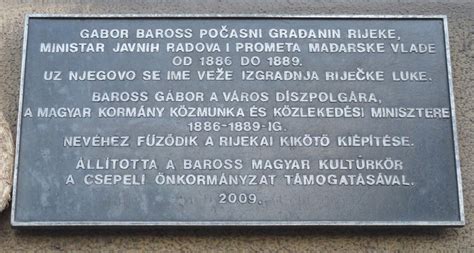 GABOR BAROSS POČASNI GRAĐANIN RIJEKE,
MINISTAR JAVNIH RADOVA I PROMETA MAĐARSKE VLADE
OD 1886 DO 1889.
UZ NJEGOVO SE IME VEŽE IZGRADNJA RIJEČKE LUKE.
BAROSS GÁBOR A VÁROS DÍSZPOLGÁRA,
A MAGYAR KORMÁNY KÖZMUNKA ÉS KÖZLEKEDÉSI MINISZTERE
1886-1889-IG.
NEVÉHEZ FŰZŐDIK A RIJEKAI KIKÖTŐ KIÉPÍTÉSE.
ÁLLÍTOTTA A BAROSS MAGYAR KULTÚRKÖR
A CSEPELI ÖNKORMÁNYZAT TÁMOGATÁSÁVAL.
2009.